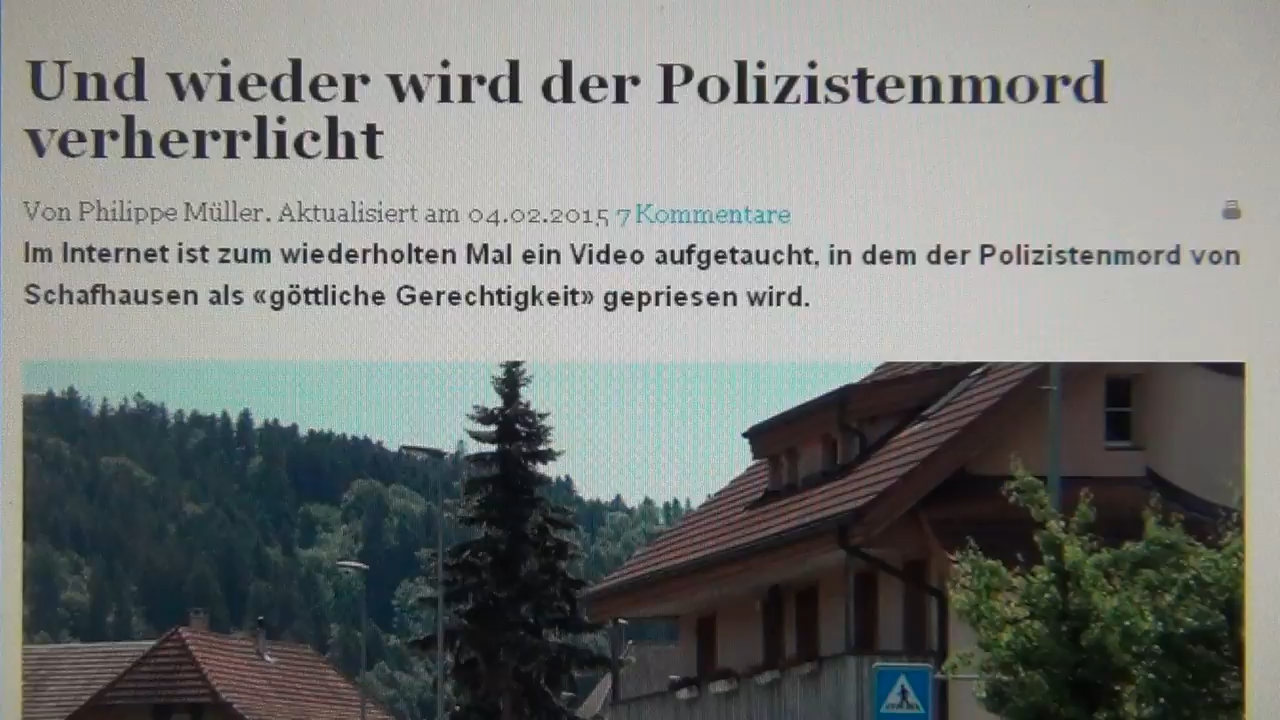 Und wieder wird der Polizistenmord
verherrlicht
Von Philippe Müller. Aktualisiert am 04.02.2015 7 Kommentare
Im Internet ist zum wiederholten Mal ein Video aufgetaucht, in dem der Polizistenmord von
Schafhausen als «göttliche Gerechtigkeit» gepriesen wird.